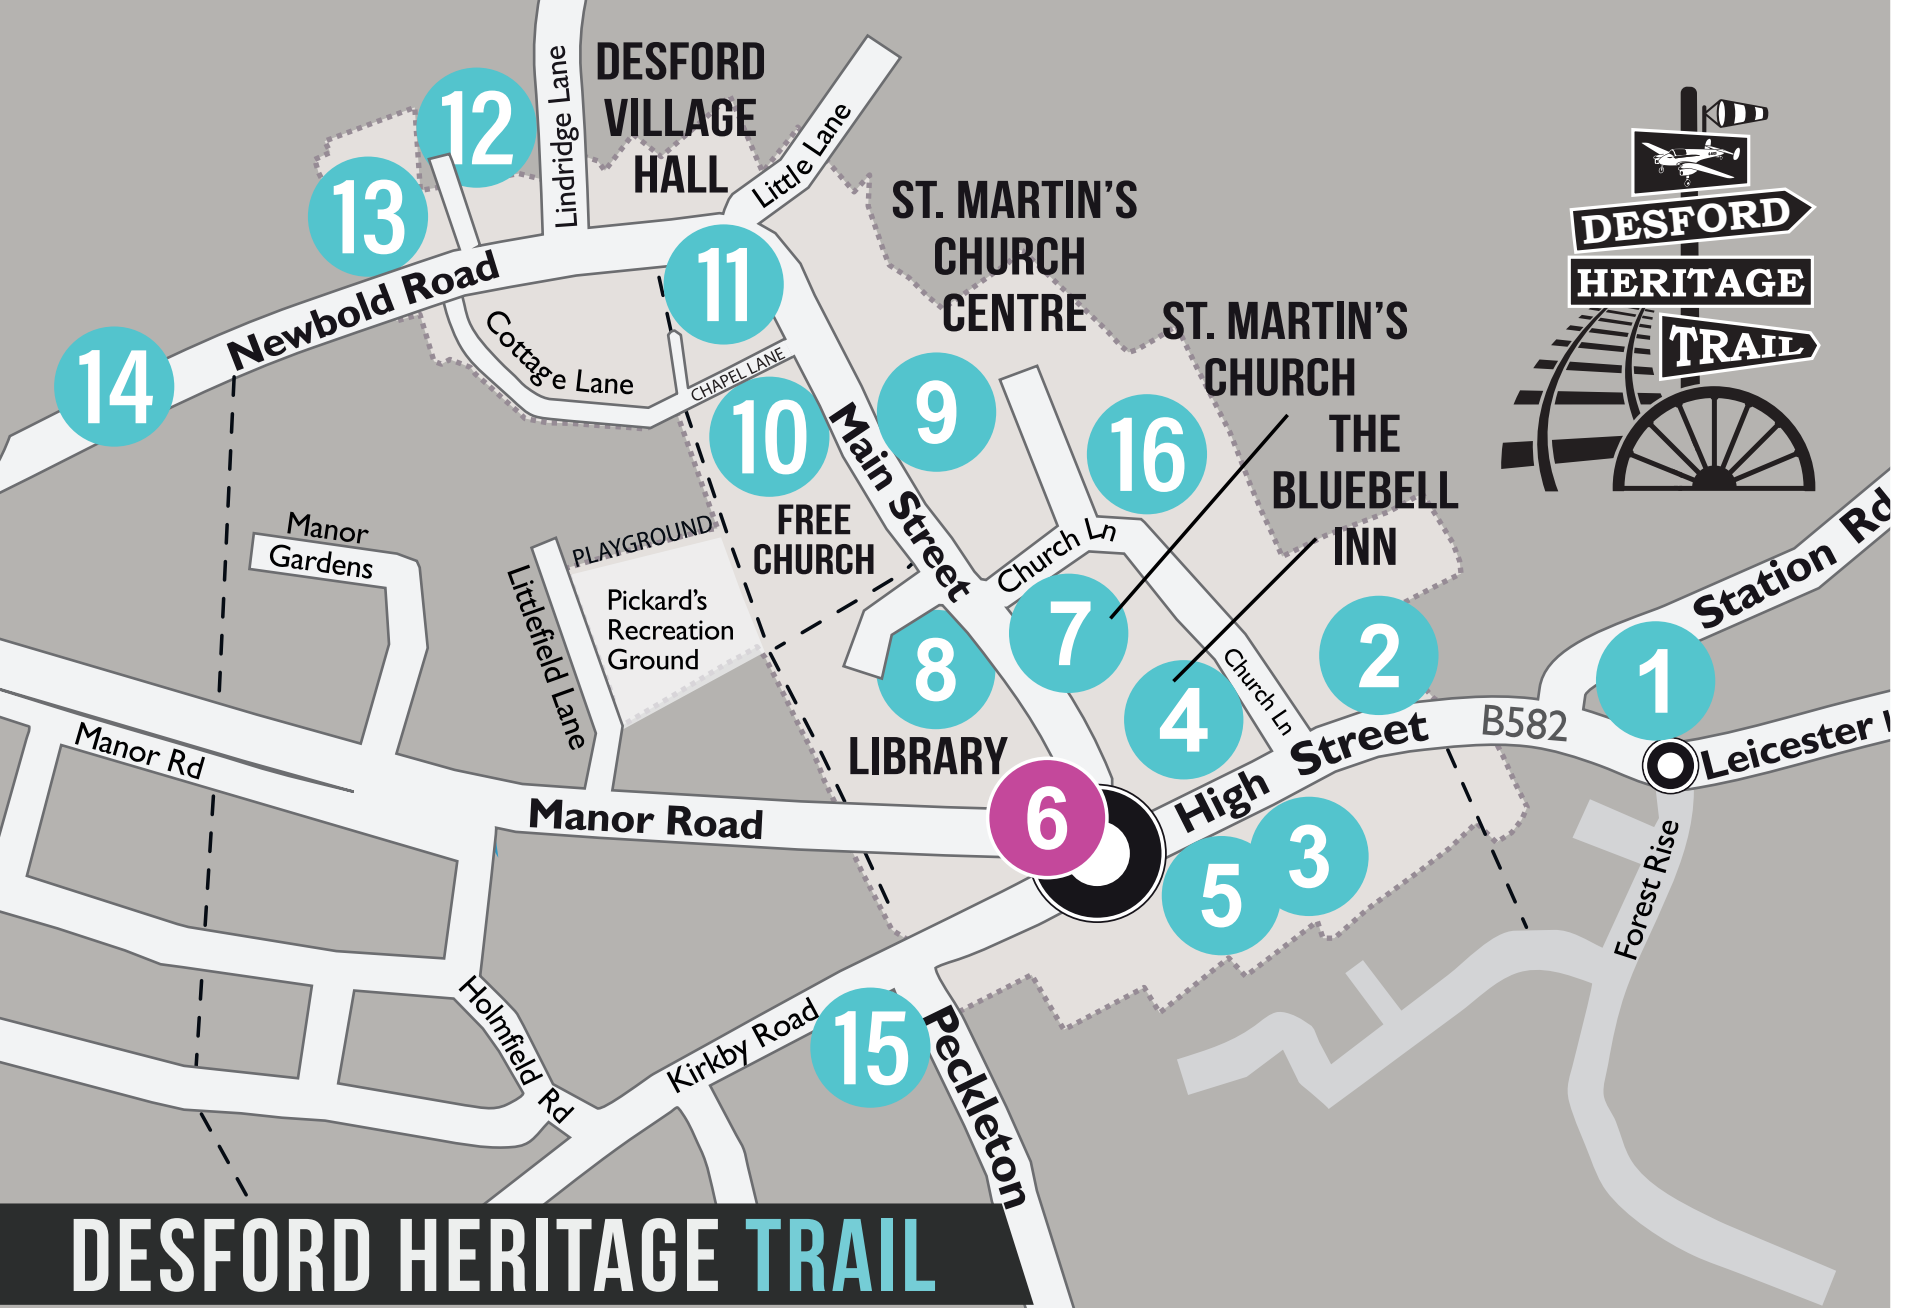 DESFORD
VILLAGE
HALL
Lindridge Lane
Little Lane
12
13
11
14
Newbold Road
Cottage Lane
CHAPEL LANE
ST. MARTIN'S
CHURCH
CENTRE
ST. MARTIN'S
CHURCH
THE
BLUEBELL
INN
DESFORD
HERITAGE
TRAIL
9
10
16
Main Street
FREE
CHURCH
Church Ln
Manor
Gardens
PLAYGROUND
Pickard's
Recreation
Ground
Littlefield Lane
7
8
LIBRARY
4
2
1
Church Ln
Station Rd
B582
Leicester
High Street
Manor Rd
Manor Road
6
5
3
Forest Rise
Holmfield Rd
Kirkby Road
15
Peckleton
DESFORD HERITAGE TRAIL